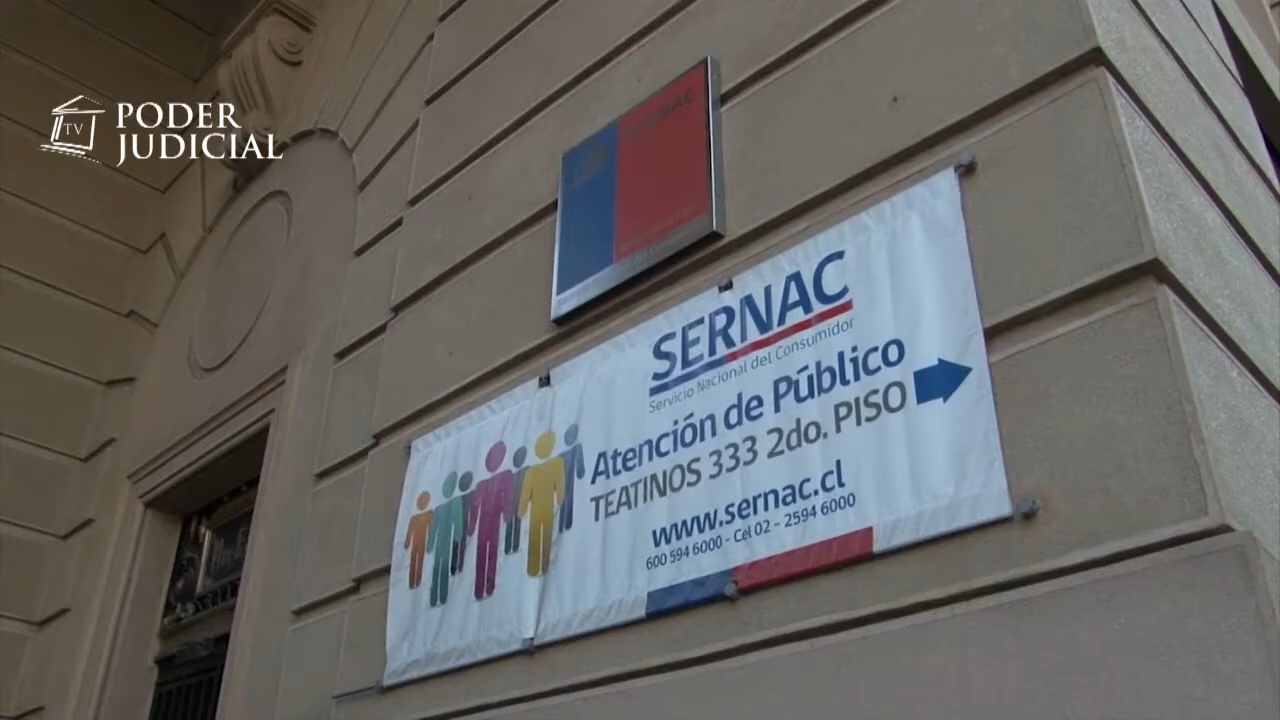 TV
PODER
JUDICIAL
SERNAC
Servicio Nacional del Consumidor
Atención de Público
TEATINOS 333 2do. PISO
www.sernac.cl
600 594 6000 - Cel 02 - 2594 6000